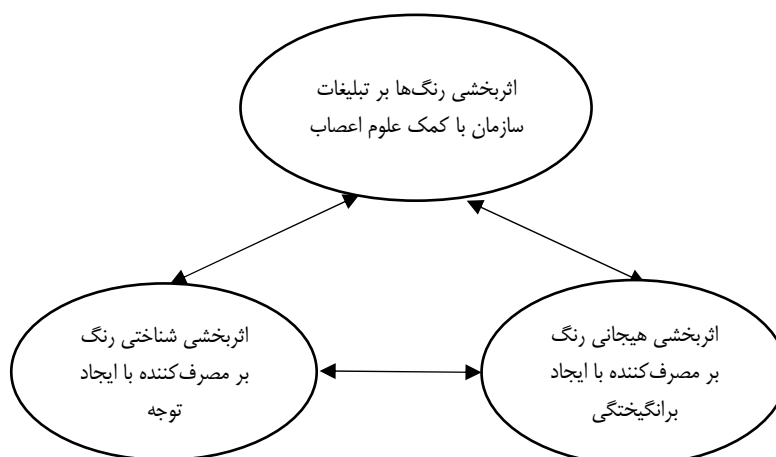 اثربخشی رنگ‌ها بر تبلیغات
سازمان با کمک علوم اعصاب
اثربخشی هیجانی رنگ
بر مصرف‌کننده با ایجاد
برانگیختگی
اثربخشی شناختی رنگ
بر مصرف‌کننده با ایجاد
توجه